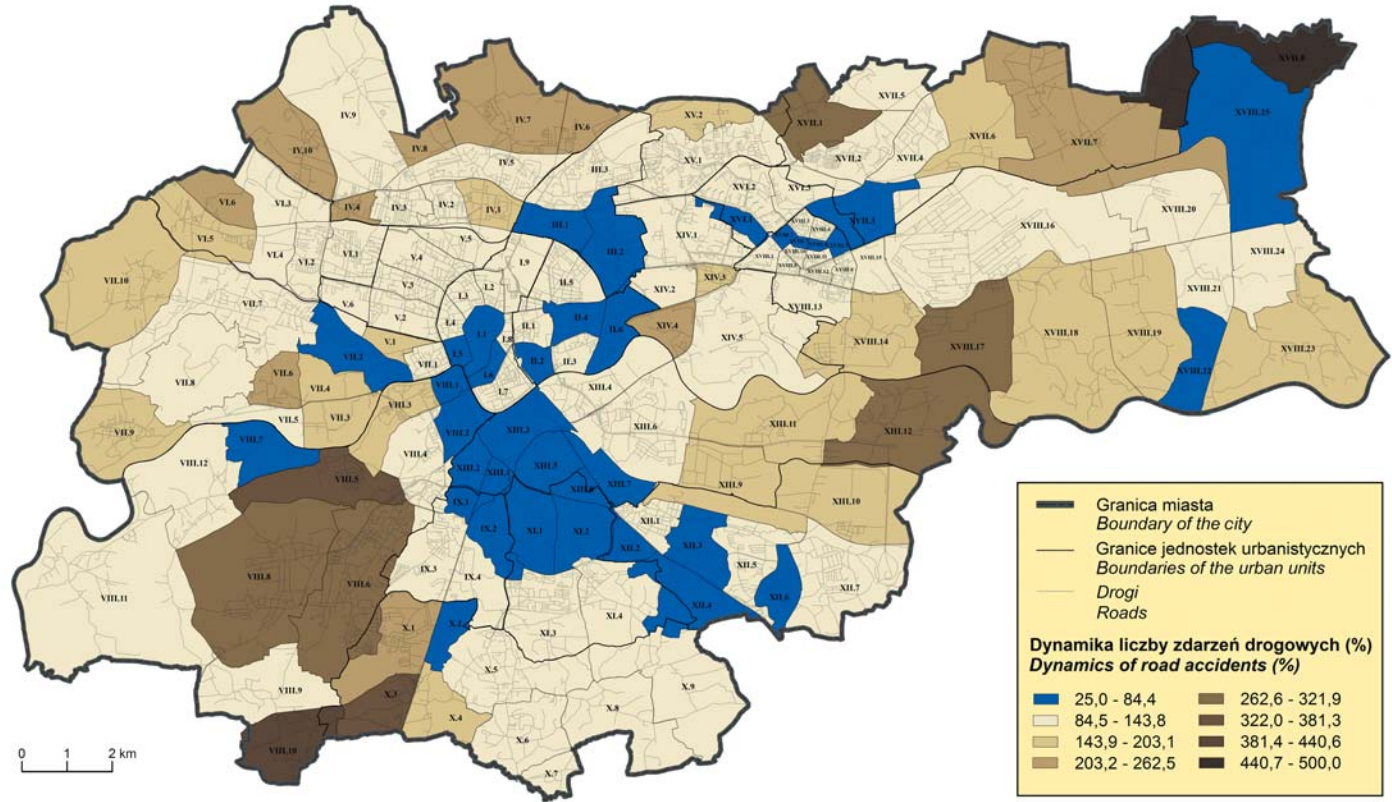 XVII.8
IV.9
IV.7
IV.6
IV.8
IV.10
IV.5
III.3
XV.2
XV.1
XVII.1
XVII.5
XVII.2
XVII.4
XVII.6
XVII.7
XVIII.25
VI.6
VI.3
IV.4
IV.3
IV.2
IV.1
III.1
III.2
XVI.2
XVI.3
XVI.1
XVII.3
XVIII.16
XVIII.20
VI.5
VI.4
VI.2
VI.1
V.5
V.4
I.9
XIV.1
XVIII.15
XVIII.24
VII.10
VII.7
V.6
V.3
V.2
I.3
I.2
II.5
XIV.2
XIV.3
XVIII.13
XVIII.21
I.4
I.1
II.1
II.4
II.6
XIV.4
XIV.5
XVIII.14
XVIII.17
XVIII.18
XVIII.19
XVIII.22
XVIII.23
VII.2
V.1
VII.1
I.5
I.8
I.6
II.2
II.3
VII.8
VII.6
VII.4
VIII.1
I.7
XIII.4
VII.9
VII.5
VII.3
VIII.3
VIII.2
XIII.3
XIII.6
XIII.11
XIII.12
VIII.12
VIII.7
VIII.4
XIII.2
XIII.1
XIII.5
XIII.7
XIII.9
XIII.10
VIII.5
IX.1
IX.2
XI.1
XI.2
XII.1
XII.2
XII.3
XII.5
XII.6
XII.7
VIII.11
VIII.8
VIII.6
IX.3
IX.4
XI.3
XI.4
XII.4
X.1
X.2
VIII.9
X.3
X.4
X.5
X.9
X.8
X.6
X.7
VIII.10
0 1 2 km
Granica miasta
Boundary of the city
Granice jednostek urbanistycznych
Boundaries of the urban units
Drogi
Roads
Dynamika liczby zdarzeń drogowych (%)
Dynamics of road accidents (%)
25,0 - 84,4 262,6 - 321,9
84,5 - 143,8 322,0 - 381,3
143,9 - 203,1 381,4 - 440,6
203,2 - 262,5 440,7 - 500,0